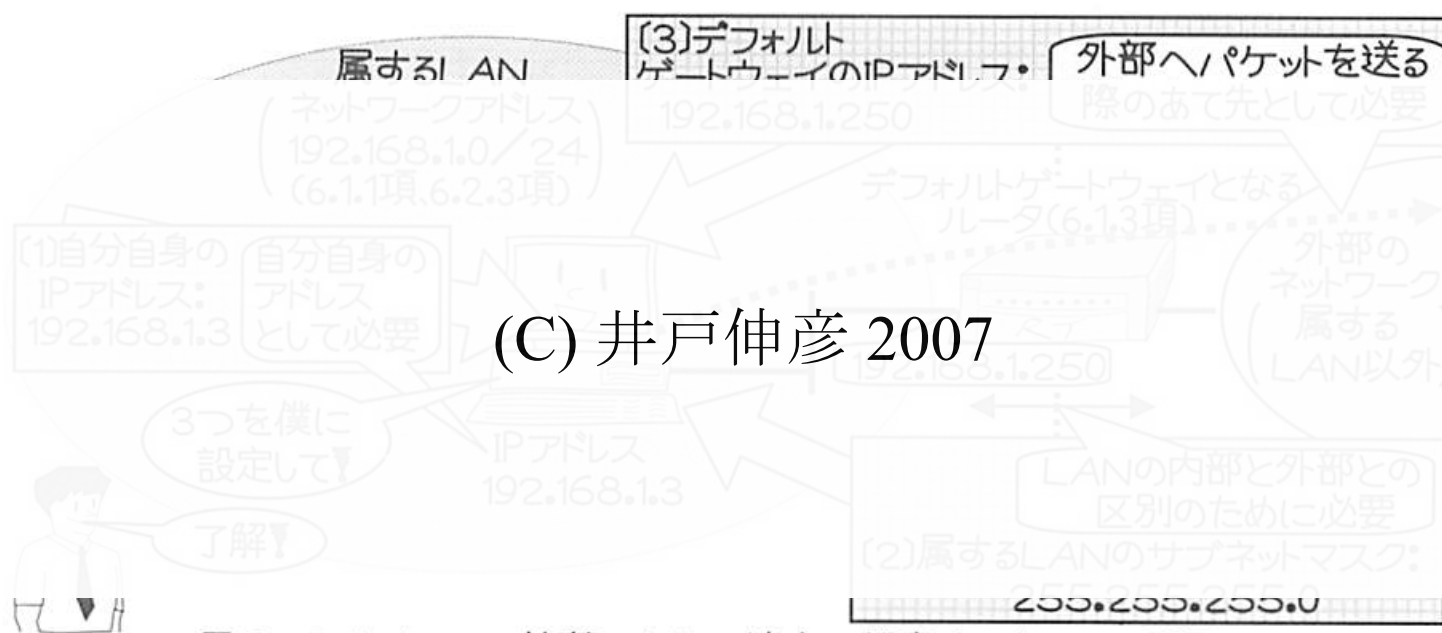 属するLAN
(ネットワークアドレス
192.168.1.0/24
(6.1.1項、6.2.3項))
(3)デフォルト
ゲートウェイのIPアドレス:
192.168.1.250
外部へパケットを送る
際のあて先として必要
デフォルトゲートウェイとなる
ルータ(6.1.3項)
(1)自分自身の
IPアドレス:
192.168.1.3
自分自身の
アドレス
として必要
外部の
ネットワーク
属する
LAN以外
(C) 井戸伸彦 2007
192.168.1.250
3つを僕に
設定して!
IPアドレス
192.168.1.3
了解!
LANの内部と外部との
区別のために必要
(2)属するLANのサブネットマスク:
255.255.255.0